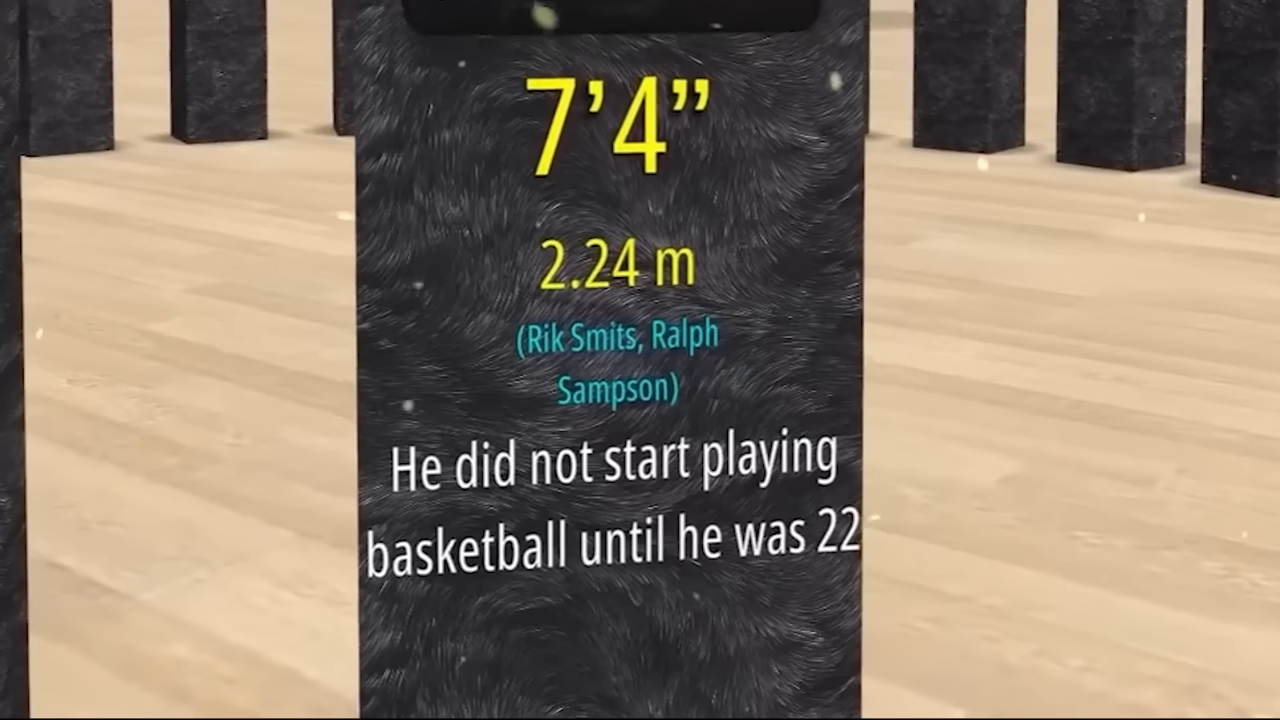 7’4”
2.24 m
(Rik Smits, Ralph
Sampson)
He did not start playing
basketball until he was 22